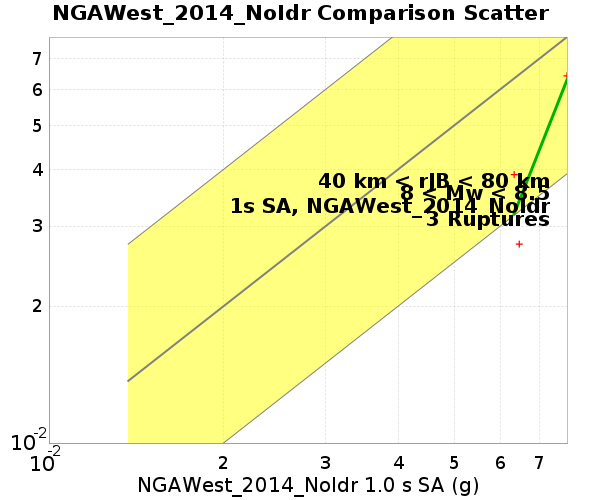 NGAWest_2014_NoIdr Comparison Scatter
7
6
5
4
3
2
10-2
40 km < rJB < 80 km
8 < Mw < 8.5
1s SA, NGAWest_2014_NoIdr
3 Ruptures
10-2
2 3 4 5 6 7
NGAWest_2014_NoIdr 1.0 s SA (g)